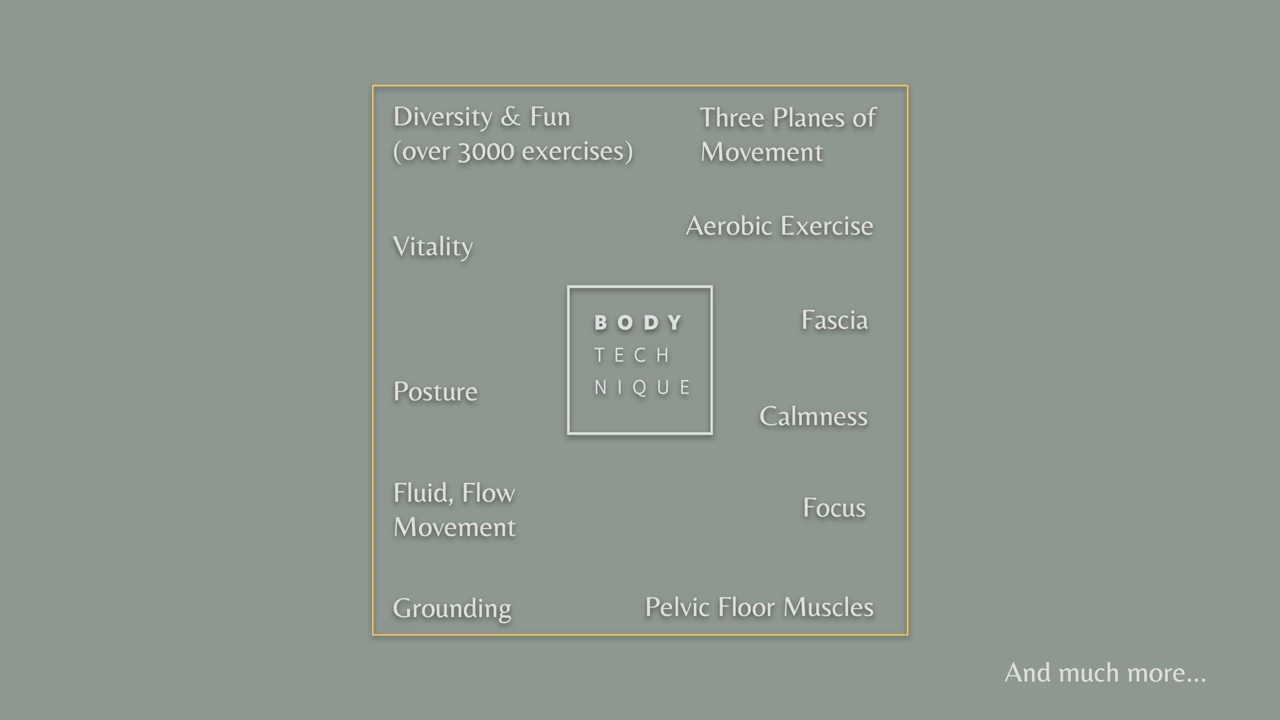 Diversity & Fun
(over 3000 exercises)
Vitality
Posture
Fluid, Flow
Movement
Grounding
BODY
TECH
NIQUE
Three Planes of
Movement
Aerobic Exercise
Fascia
Calmness
Focus
Pelvic Floor Muscles
And much more...